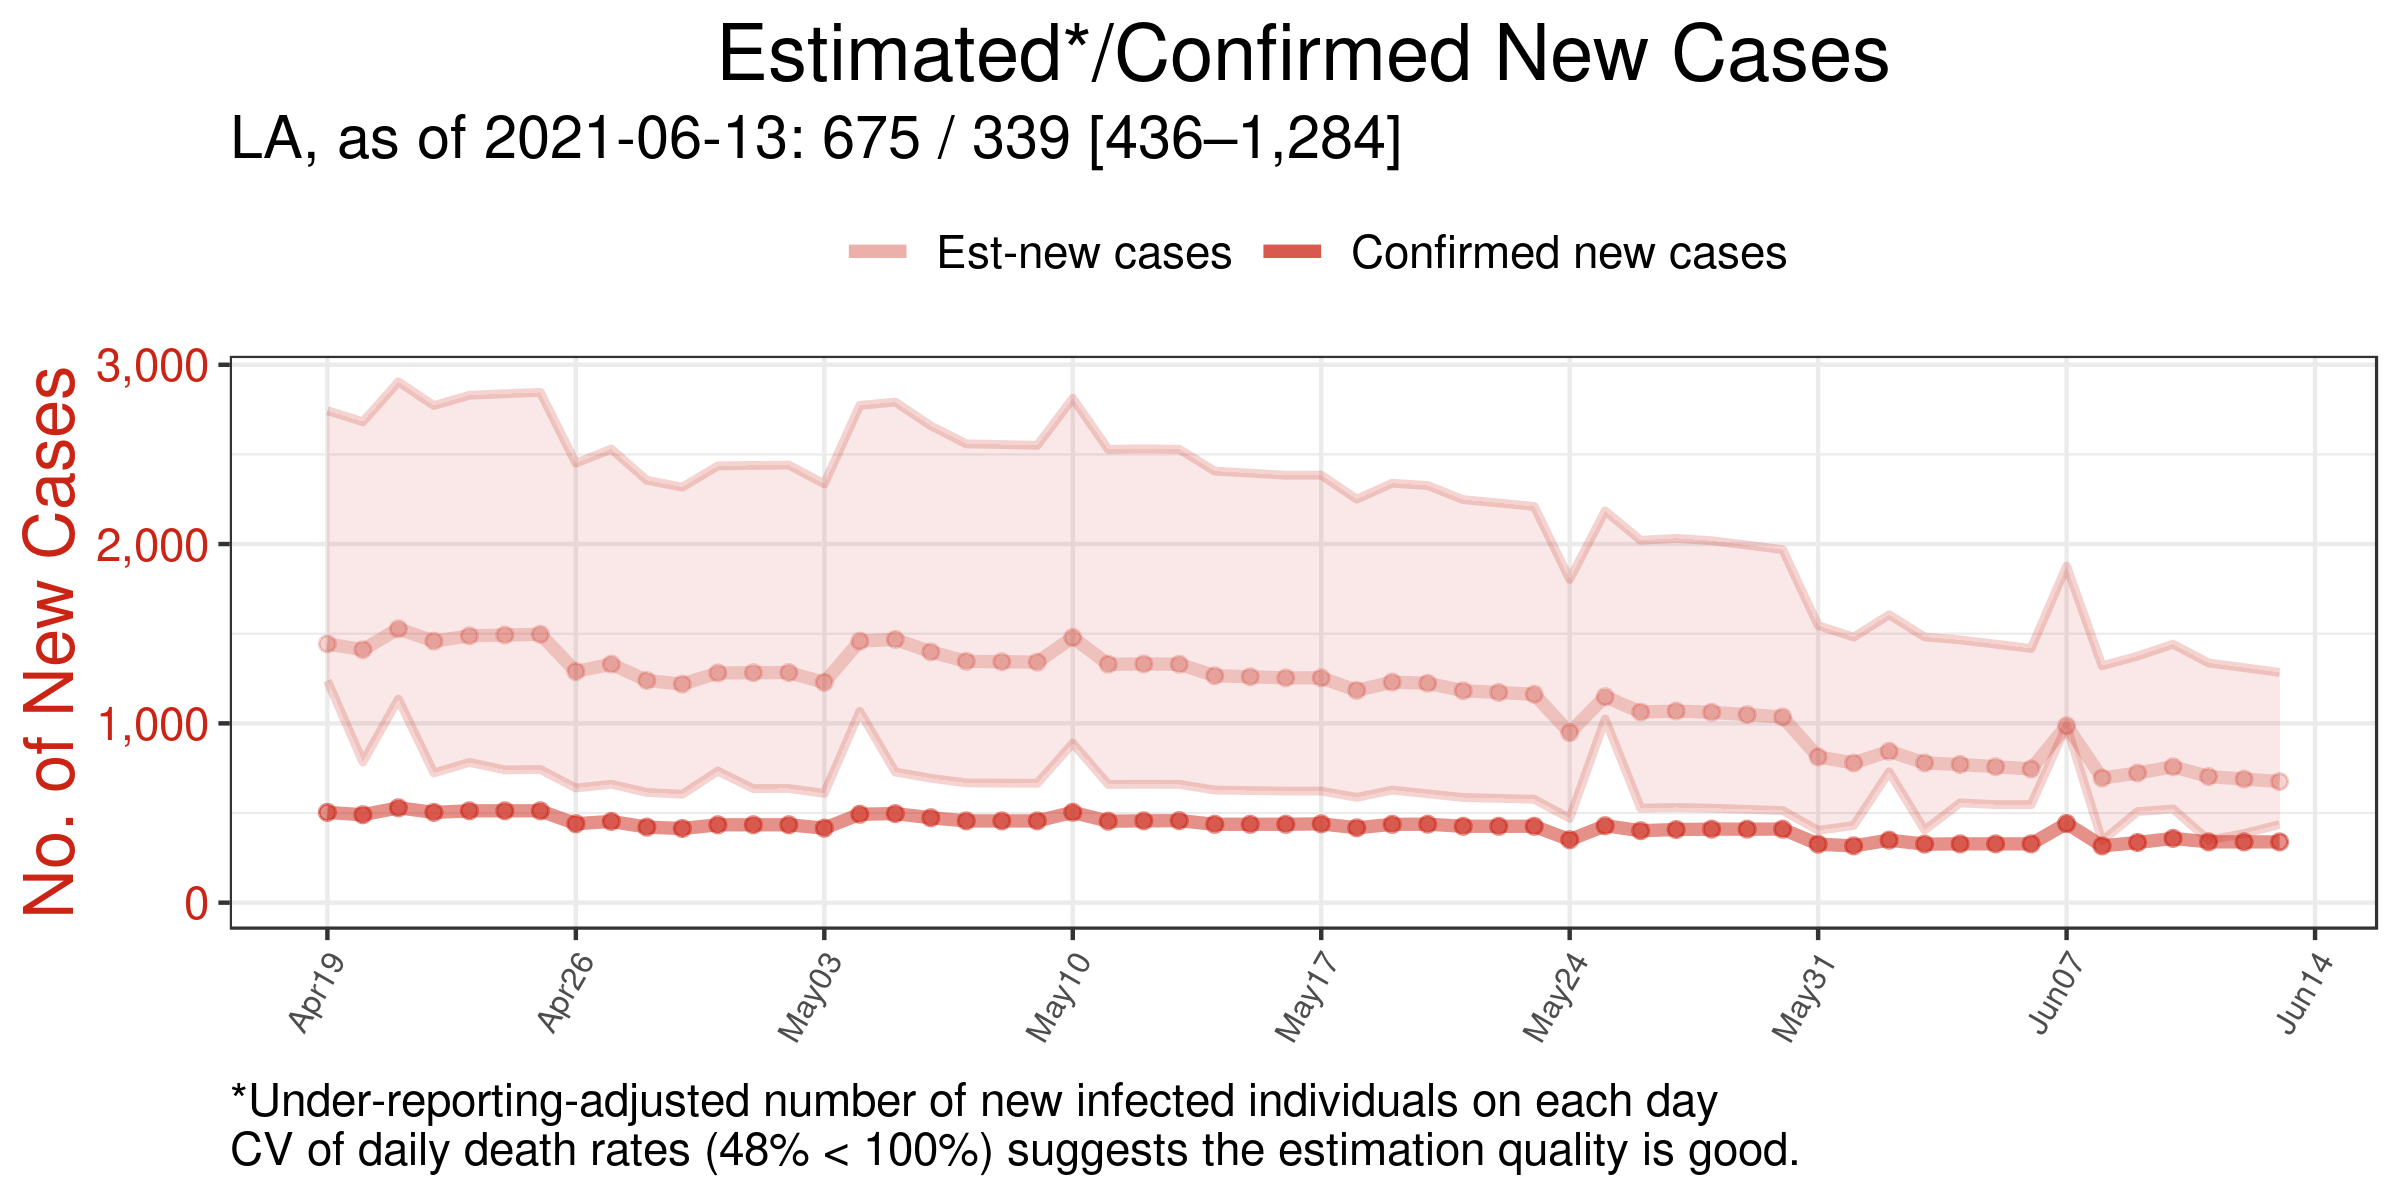 Estimated*/Confirmed New Cases
LA, as of 2021-06-13: 675 / 339 [436–1,284]
Est-new cases Confirmed new cases
No. of New Cases
3,000
2,000
1,000
0
Apr19 Apr26 May03 May10 May17 May24 May31 Jun07 Jun14
*Under-reporting-adjusted number of new infected individuals on each day
CV of daily death rates (48% < 100%) suggests the estimation quality is good.